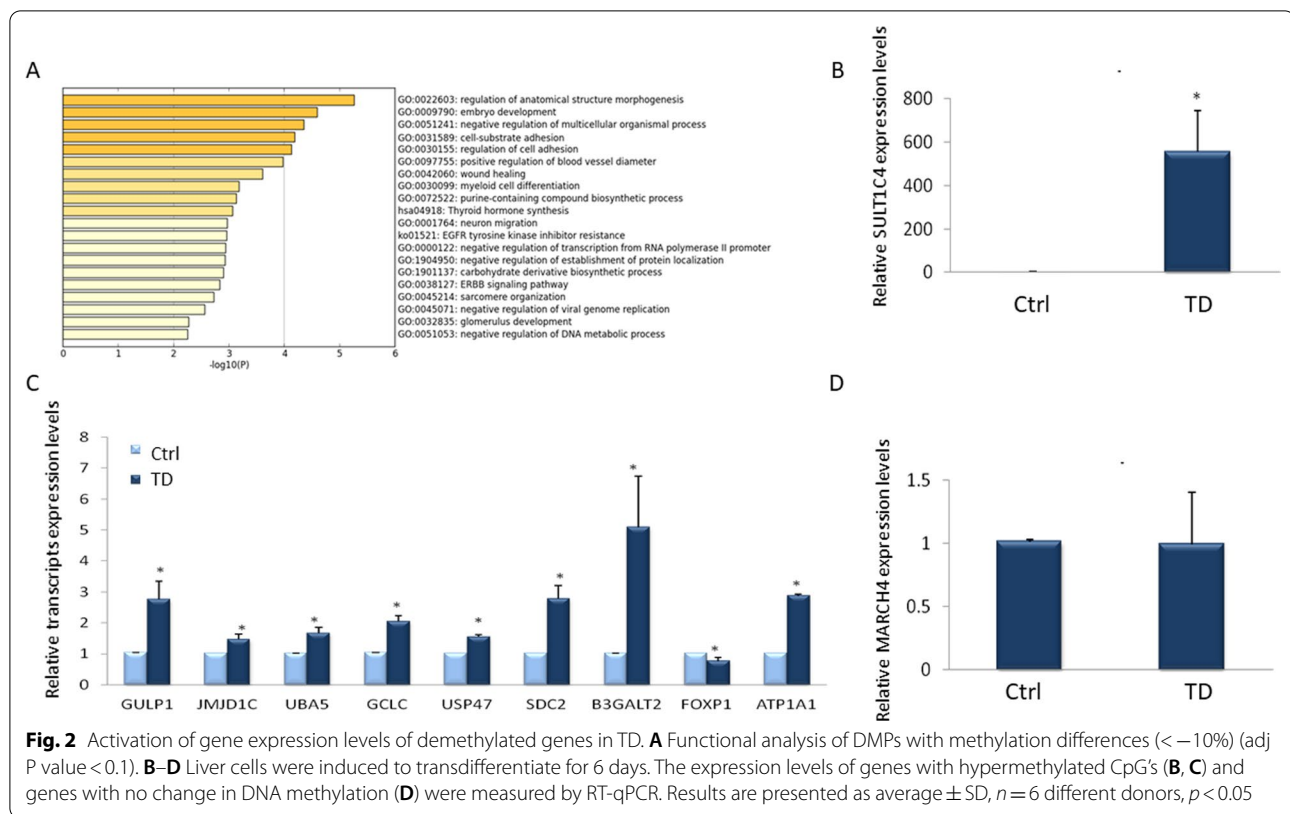 A
GO:0022603: regulation of anatomical structure morphogenesis
GO:0009790: embryo development
GO:0051241: negative regulation of multicellular organismal process
GO:0031589: cell-substrate adhesion
GO:0030155: regulation of cell adhesion
GO:0097755: positive regulation of blood vessel diameter
GO:0042060: wound healing
GO:0030099: myeloid cell differentiation
GO:0072522: purine-containing compound biosynthetic process
hsa04918: Thyroid hormone synthesis
GO:0001764: neuron migration
ko01521: EGFR tyrosine kinase inhibitor resistance
GO:0000122: negative regulation of transcription from RNA polymerase II promoter
GO:1904950: negative regulation of establishment of protein localization
GO:1901137: carbohydrate derivative biosynthetic process
GO:0038127: ERBB signaling pathway
GO:0045214: sarcomere organization
GO:0045071: negative regulation of viral genome replication
GO:0032835: glomerulus development
GO:0051053: negative regulation of DNA metabolic process
0 1 2 3 4 5 6
-log10(P)
B
Relative SULT1C4 expression levels
800
600
400
200
0
*
Ctrl TD
C
Relative transcripts expression levels
8
7
6
5
4
3
2
1
0
Ctrl
TD
* * * * * * * * *
GULP1 JMJD1C UBA5 GCLC USP47 SDC2 B3GALT2 FOXP1 ATP1A1
D
Relative MARCH4 expression levels
1.5
1
0.5
0
Ctrl TD
Fig. 2 Activation of gene expression levels of demethylated genes in TD. A Functional analysis of DMPs with methylation differences (< −10%) (adj
P value < 0.1). B–D Liver cells were induced to transdifferentiate for 6 days. The expression levels of genes with hypermethylated CpG's (B, C) and
genes with no change in DNA methylation (D) were measured by RT-qPCR. Results are presented as average ± SD, n = 6 different donors, p < 0.05